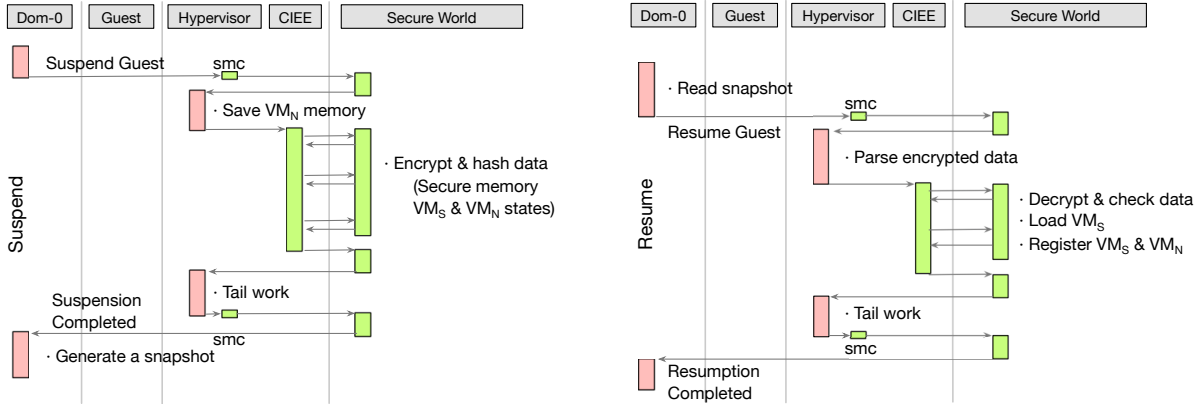 Dom-0 Guest Hypervisor CIEE Secure World
Suspend Guest
smc
· Save VM_N memory
· Encrypt & hash data
(Secure memory
VM_S & VM_N states)
Suspend
· Tail work
Suspension
Completed
smc
· Generate a snapshot
Dom-0 Guest Hypervisor CIEE Secure World
· Read snapshot
smc
Resume Guest
· Parse encrypted data
· Decrypt & check data
· Load VM_S
· Register VM_S & VM_N
Resume
· Tail work
smc
Resumption
Completed